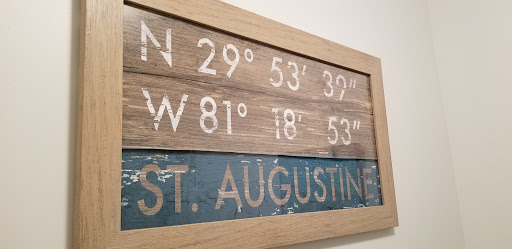 N 29° 53' 39"
W 81° 18' 53"
ST. AUGUSTINE